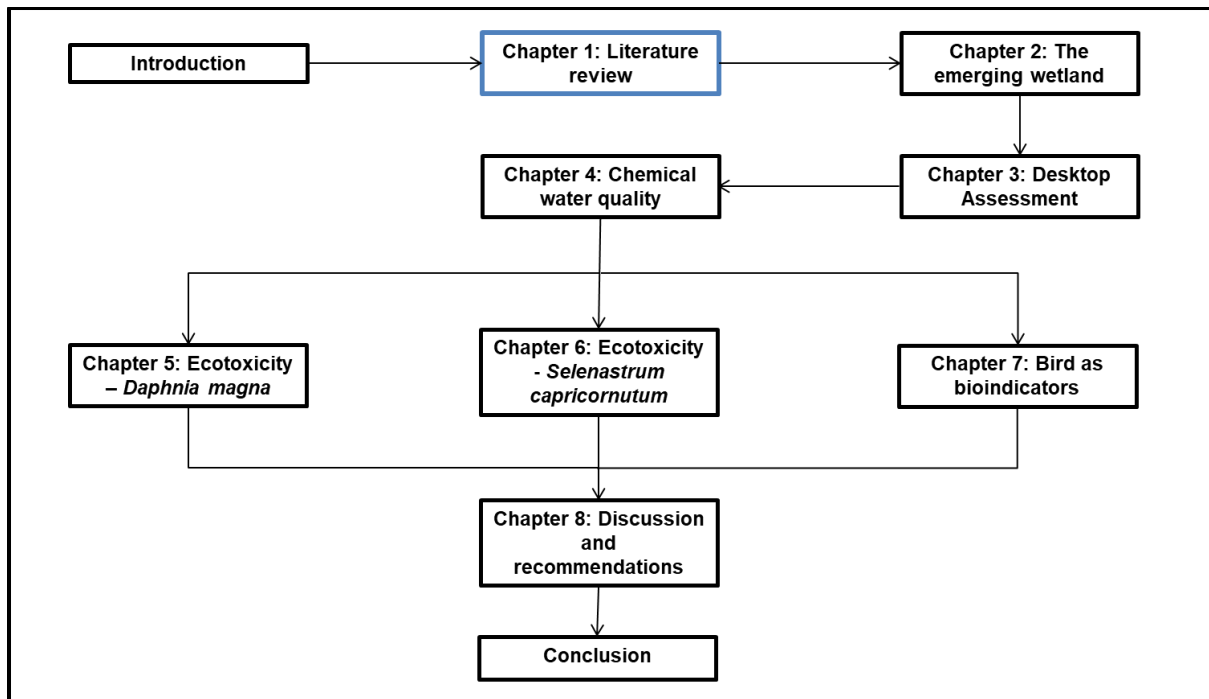 Introduction
Chapter 1: Literature
review
Chapter 2: The
emerging wetland
Chapter 3: Desktop
Assessment
Chapter 4: Chemical
water quality
Chapter 5: Ecotoxicity
– Daphnia magna
Chapter 6: Ecotoxicity
- Selenastrum
capricornutum
Chapter 7: Bird as
bioindicators
Chapter 8: Discussion
and
recommendations
Conclusion